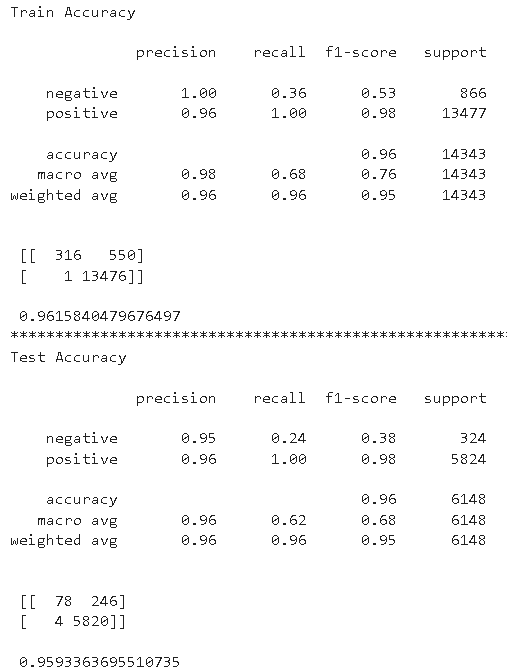 Train Accuracy
precision recall f1-score support
negative 1.00 0.36 0.53 866
positive 0.96 1.00 0.98 13477
accuracy 0.96 14343
macro avg 0.98 0.68 0.76 14343
weighted avg 0.96 0.96 0.95 14343
[[ 316 550]
[ 1 13476]]
0.9615840479676497
*******************************************************
Test Accuracy
precision recall f1-score support
negative 0.95 0.24 0.38 324
positive 0.96 1.00 0.98 5824
accuracy 0.96 6148
macro avg 0.96 0.62 0.68 6148
weighted avg 0.96 0.96 0.95 6148
[[ 78 246]
[ 4 5820]]
0.9593363695510735